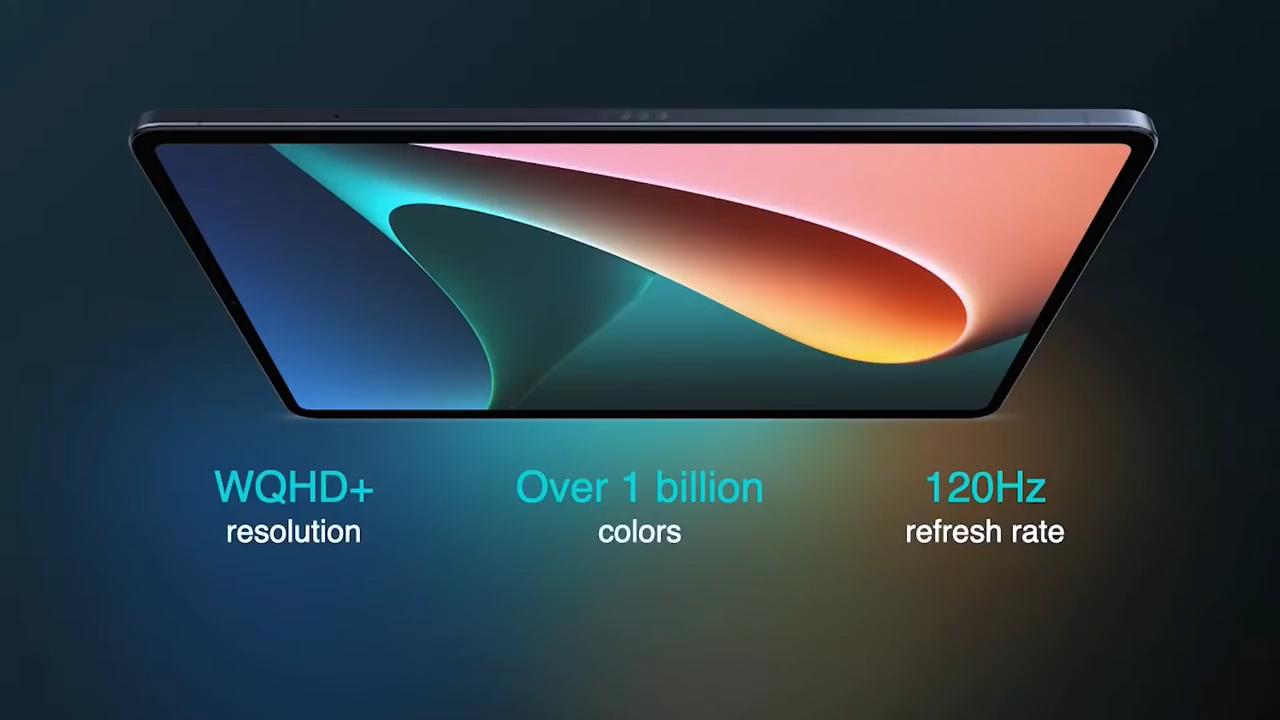 WQHD+
resolution
Over 1 billion
colors
120Hz
refresh rate